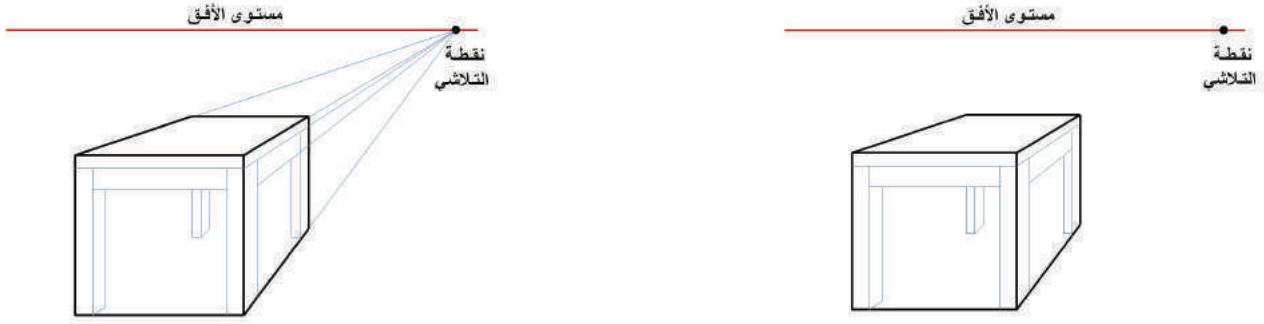 مستوى الأفق
نقطة
التلاشي
مستوى الأفق
نقطة
التلاشي